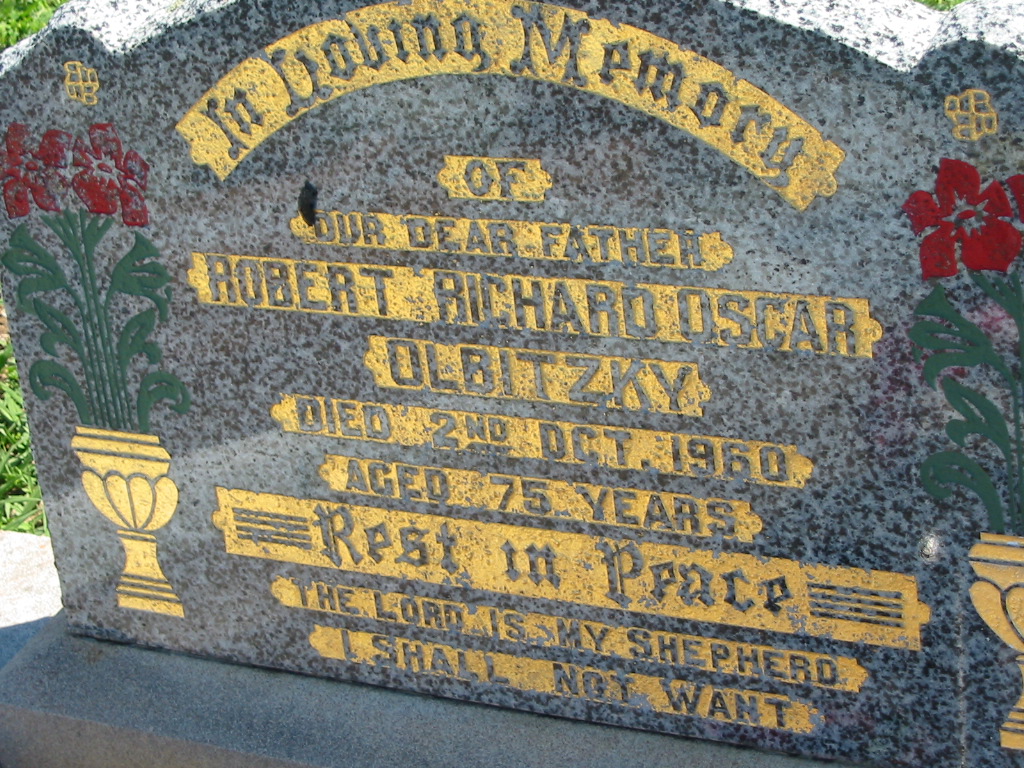 In Loving Memory
OF
OUR DEAR FATHER
ROBERT RICHARD OSCAR
OLBITZKY
DIED 2ND OCT. 1960
AGED 75 YEARS
Rest in Peace
THE LORD IS MY SHEPHERD
I SHALL NOT WANT